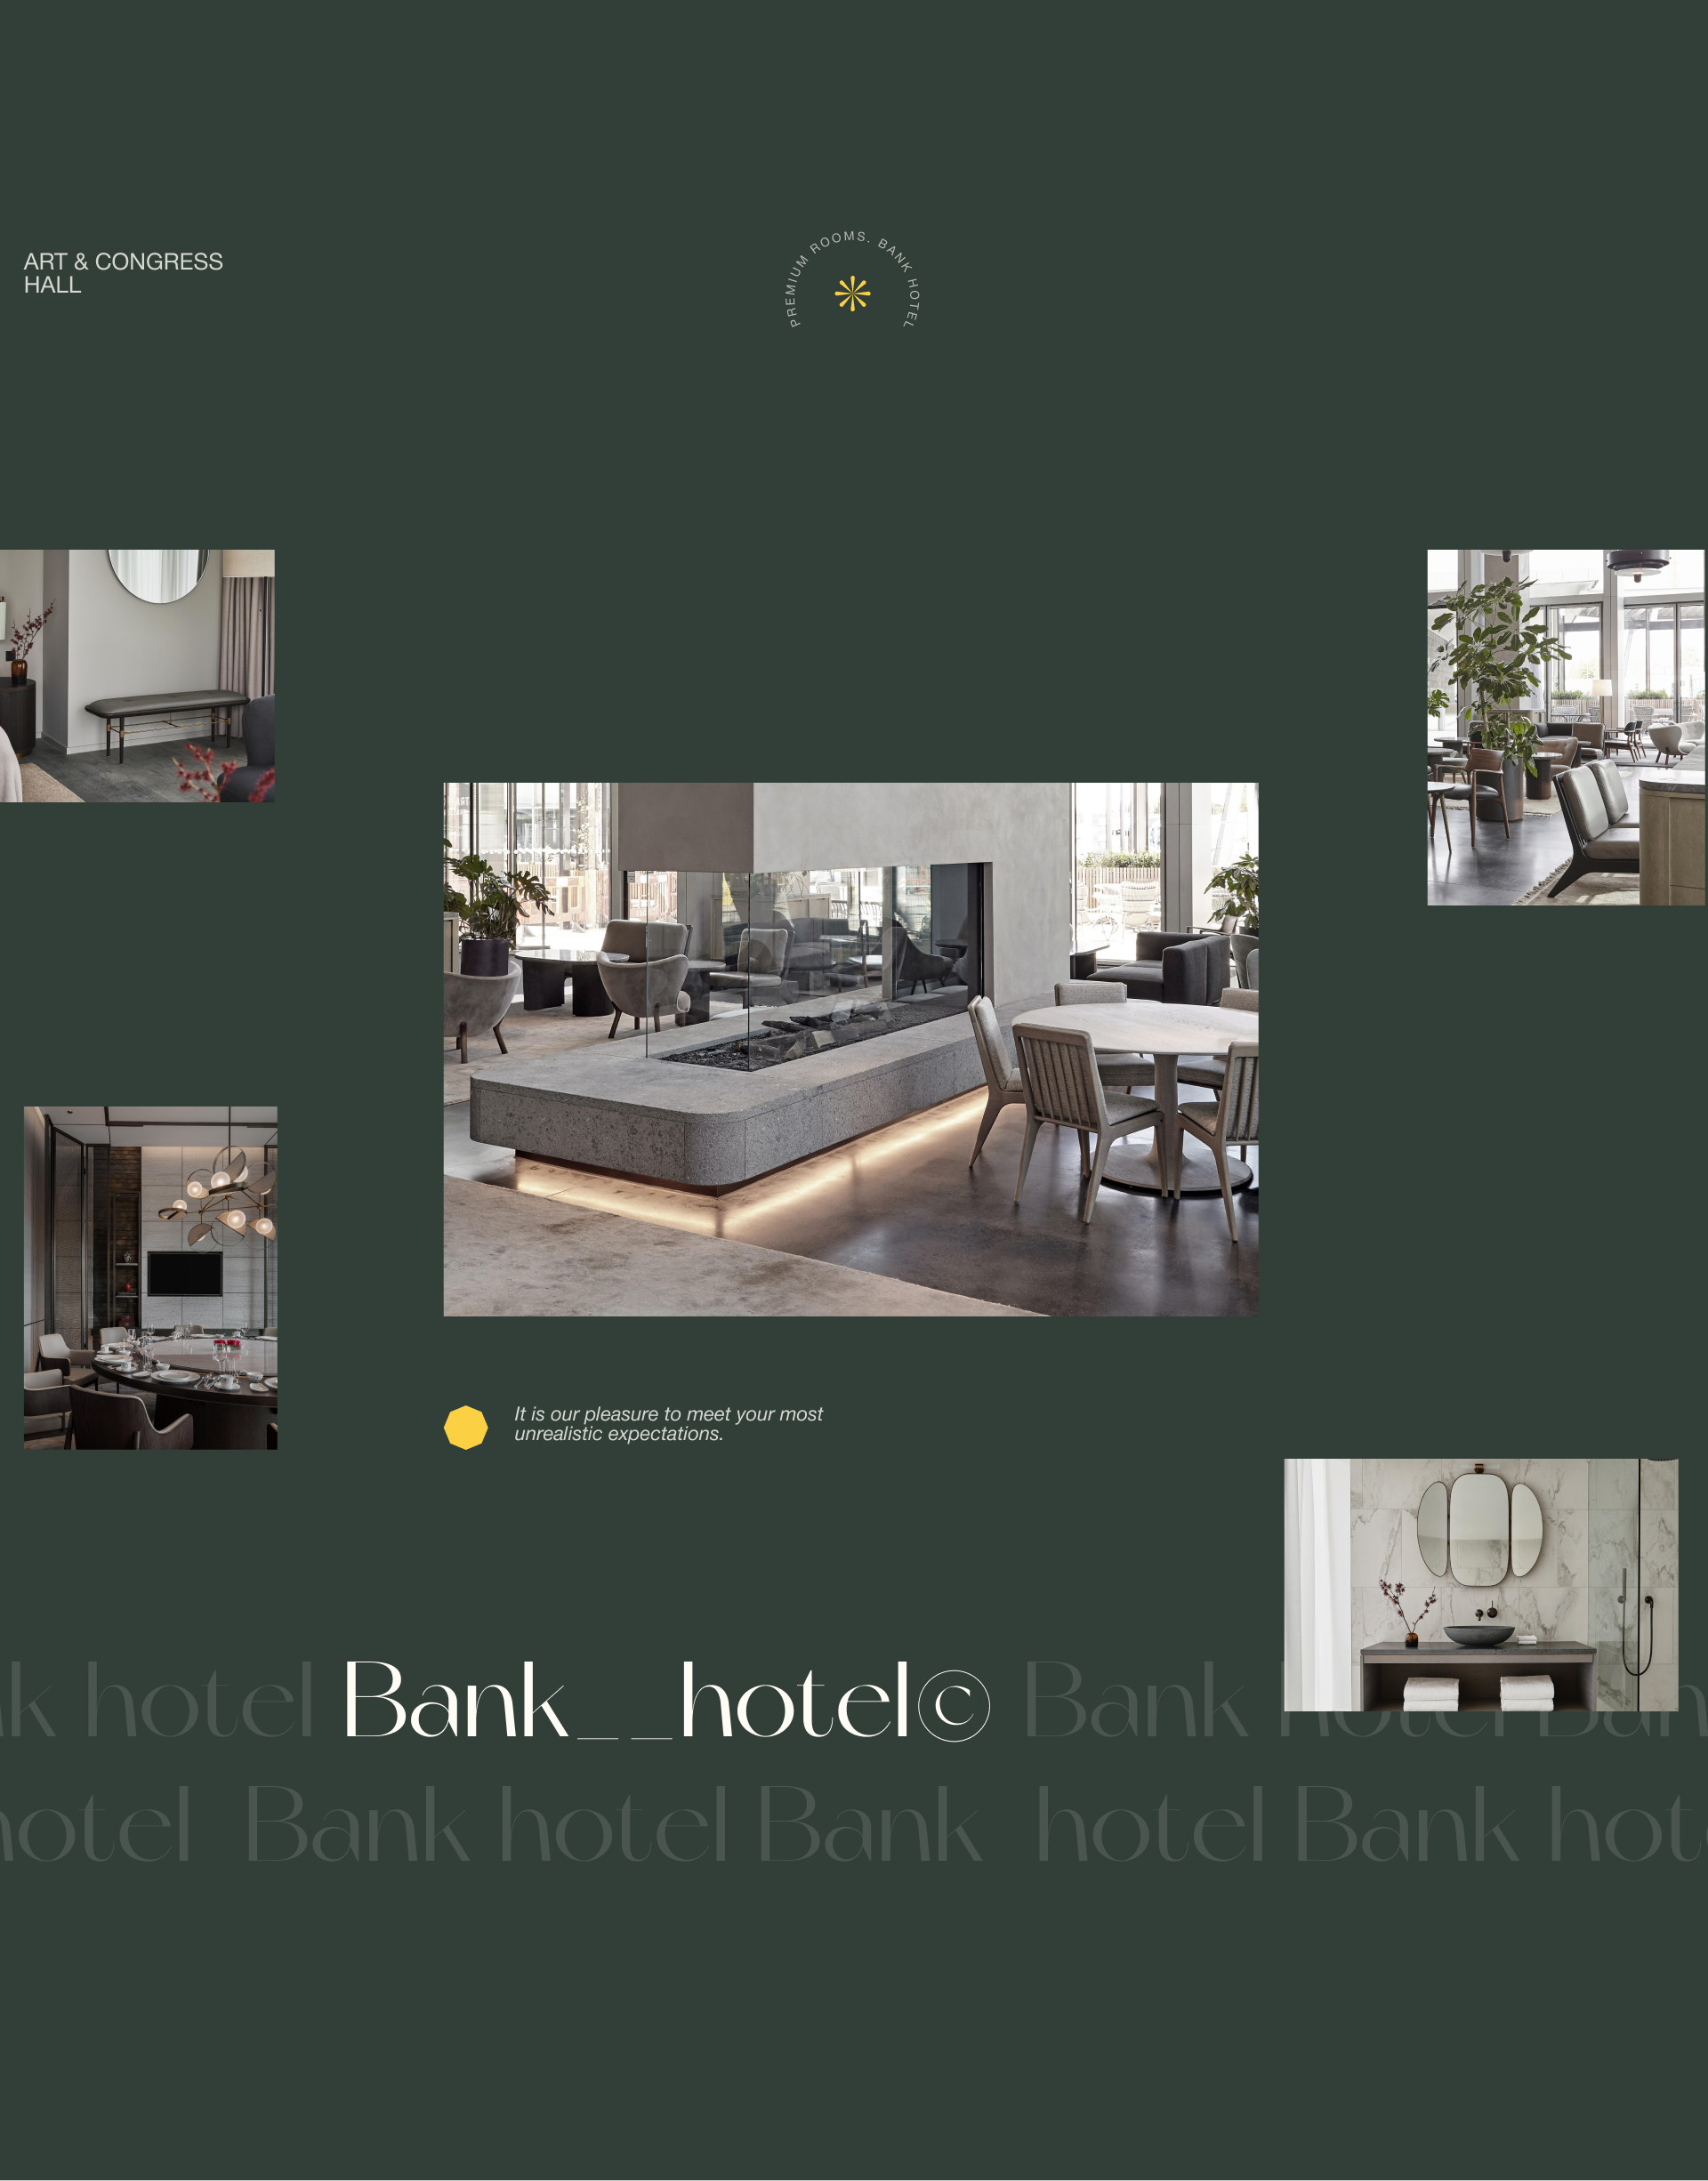 ART & CONGRESS
HALL
PREMIUM ROOMS. BANK HOTEL
It is our pleasure to meet your most
unrealistic expectations.
k hotel Bank__hotel© Bank hotel Ban
hotel Bank hotel Bank hotel Bank hot